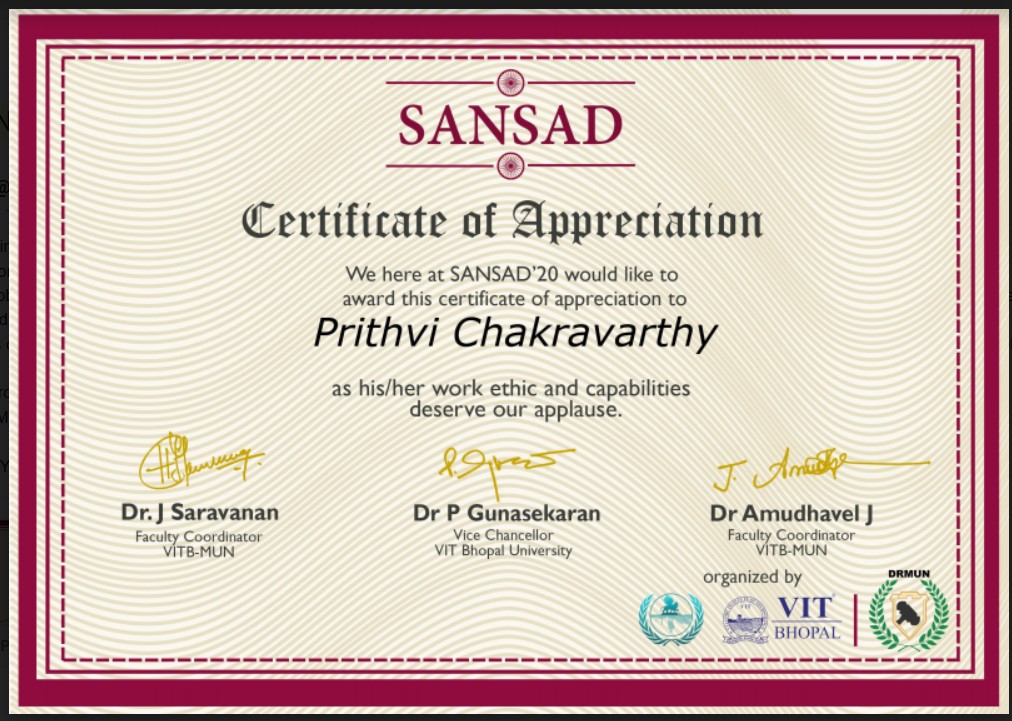 SANSAD
Certificate of Appreciation
We here at SANSAD'20 would like to
award this certificate of appreciation to
Prithvi Chakravarthy
as his/her work ethic and capabilities
deserve our applause.
Dr. J Saravanan
Faculty Coordinator
VITB-MUN
Dr P Gunasekaran
Vice Chancellor
VIT Bhopal University
Dr Amudhavel J
Faculty Coordinator
VITB-MUN
organized by
VIT
BHOPAL
DRMUN